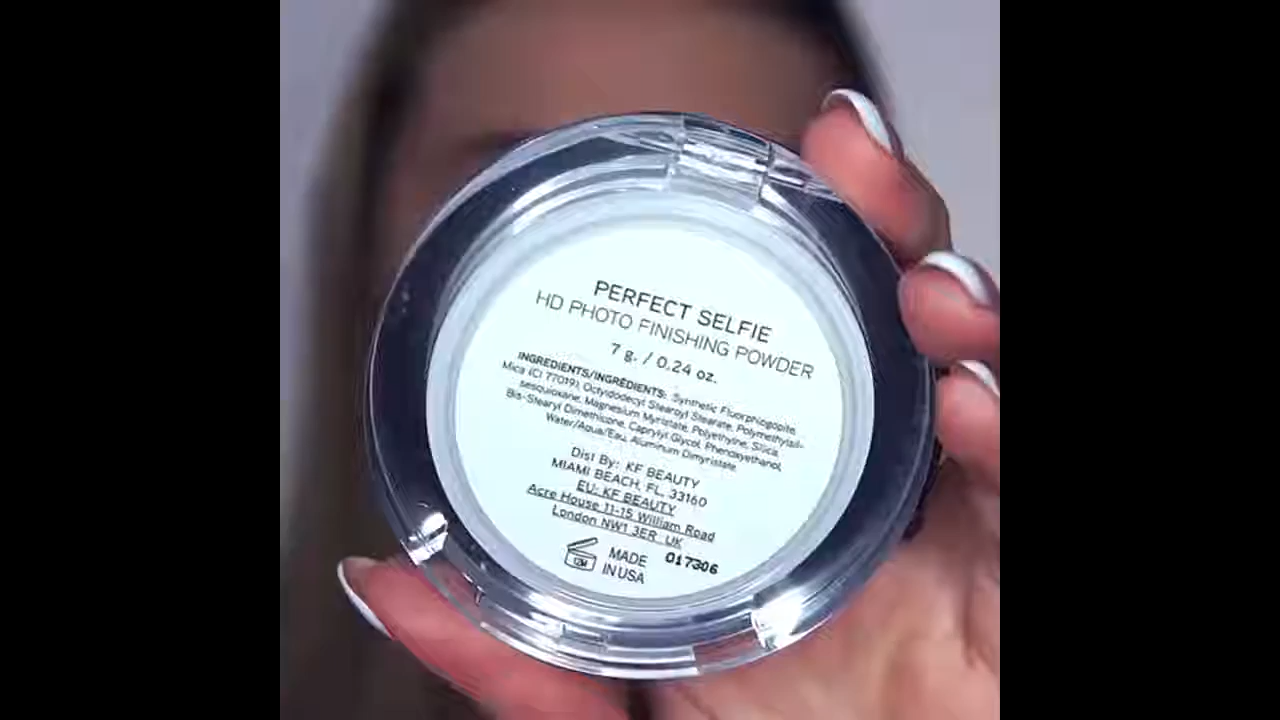 PERFECT SELFIE
HD PHOTO FINISHING POWDER
7 g. / 0.24 oz.
INGREDIENTS/INGRÉDIENTS: Synthetic Fluorphlogopite,
Mica (CI 77019), Octyldodecyl Stearoyl Stearate, Polymethylsil-
sesquioxane, Magnesium Myristate, Polyethylne, Silica,
Bis-Stearyl Dimethicone, Caprylyl Glycol, Phenoxyethanol,
Water/Aqua/Eau, Aluminum Dimyristate.
Dist By: KF BEAUTY
MIAMI BEACH, FL, 33160
EU: KF BEAUTY
Acre House 11-15 William Road
London NW1 3ER UK
12M MADE 017306
IN USA